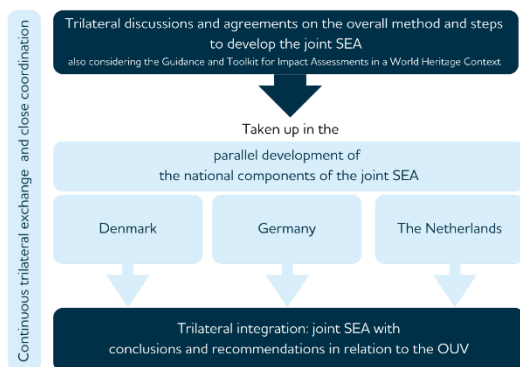 Continuous trilateral exchange and close coordination
Trilateral discussions and agreements on the overall method and steps
to develop the joint SEA
also considering the Guidance and Toolkit for Impact Assessments in a World Heritage Context
Taken up in the
parallel development of
the national components of the joint SEA
Denmark
Germany
The Netherlands
Trilateral integration: joint SEA with
conclusions and recommendations in relation to the OUV